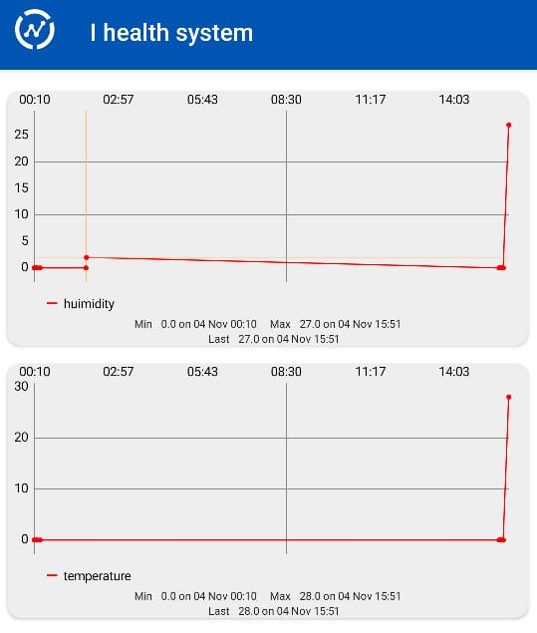 I health system
00:10 02:57 05:43 08:30 11:17 14:03
25
20
15
10
5
0
huimidity
Min 0.0 on 04 Nov 00:10 Max 27.0 on 04 Nov 15:51
Last 27.0 on 04 Nov 15:51
00:10 02:57 05:43 08:30 11:17 14:03
30
20
10
0
temperature
Min 0.0 on 04 Nov 00:10 Max 28.0 on 04 Nov 15:51
Last 28.0 on 04 Nov 15:51